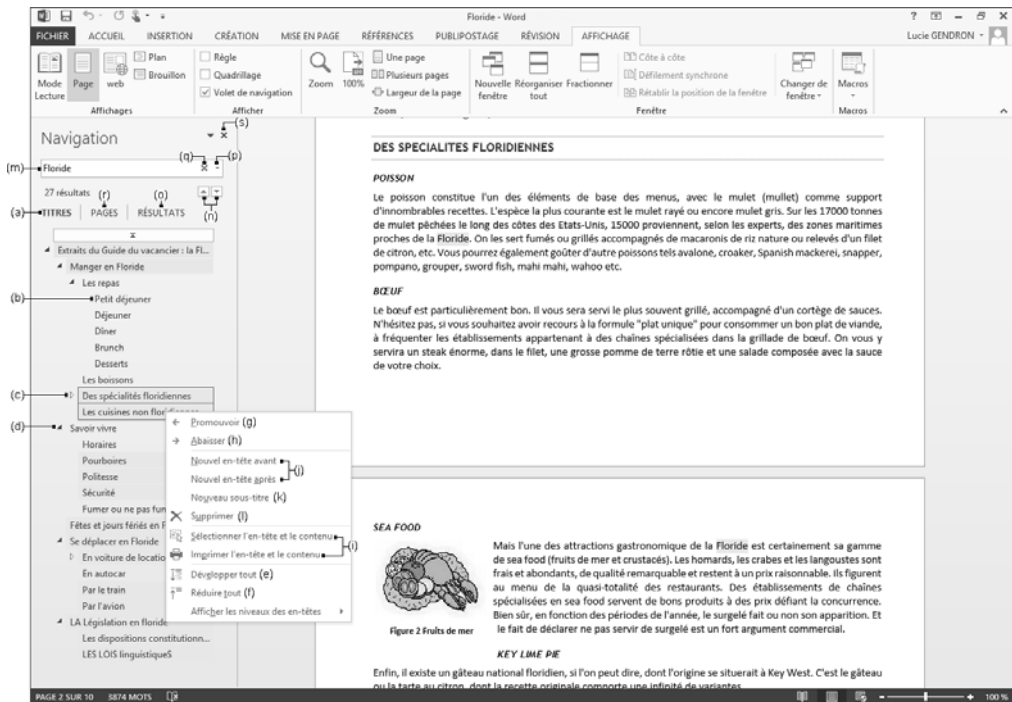 Floride - Word
FICHIER ACCUEIL INSERTION CRÉATION MISE EN PAGE RÉFÉRENCES PUBLIPOSTAGE RÉVISION AFFICHAGE Lucie GENDRON
Mode Lecture
Page
web
Plan
Brouillon
Affichages
Règle
Quadrillage
Volet de navigation
Afficher
Zoom
100%
Une page
Plusieurs pages
Largeur de la page
Zoom
Nouvelle fenêtre
Réorganiser tout
Fractionner
Côte à côte
Défilement synchrone
Rétablir la position de la fenêtre
Fenêtre
Changer de fenêtre
Macros
Macros
(s)
Navigation
(q) (p)
(m) Floride
27 résultats (r) (o)
(a) TITRES PAGES RÉSULTATS (n)
Extraits du Guide du vacancier : la Fl...
Manger en Floride
Les repas
(b) Petit déjeuner
Déjeuner
Dîner
Brunch
Desserts
Les boissons
(c) Des spécialités floridiennes
Les cuisines non
(d) Savoir vivre
Horaires
Pourboires
Politesse
Sécurité
Fumer ou ne pas fun
Fêtes et jours fériés en F
Se déplacer en Floride
En voiture de locatio
En autocar
Par le train
Par l'avion
LA Législation en floride
Les dispositions constitutionn...
LES LOIS linguistiqueS
Promouvoir (g)
Abaisser (h)
Nouvel en-tête avant
(j)
Nouvel en-tête après
Nouveau sous-titre (k)
Supprimer (l)
Sélectionner l'en-tête et le contenu
(i)
Imprimer l'en-tête et le contenu
Développer tout (e)
Réduire tout (f)
Afficher les niveaux des en-têtes
DES SPECIALITES FLORIDIENNES
POISSON
Le poisson constitue l'un des éléments de base des menus, avec le mulet (mullet) comme support
d'innombrables recettes. L'espèce la plus courante est le mulet rayé ou encore mulet gris. Sur les 17000 tonnes
de mulet pêchées le long des côtes des Etats-Unis, 15000 proviennent, selon les experts, des zones maritimes
proches de la Floride. On les sert fumés ou grillés accompagnés de macaronis de riz nature ou relevés d'un filet
de citron, etc. Vous pourrez également goûter d'autre poissons tels avalone, croaker, Spanish mackerei, snapper,
pompano, grouper, sword fish, mahi mahi, wahoo etc.
BŒUF
Le bœuf est particulièrement bon. Il vous sera servi le plus souvent grillé, accompagné d'un cortège de sauces.
N'hésitez pas, si vous souhaitez avoir recours à la formule "plat unique" pour consommer un bon plat de viande,
à fréquenter les établissements appartenant à des chaînes spécialisées dans la grillade de bœuf. On vous y
servira un steak énorme, dans le filet, une grosse pomme de terre rôtie et une salade composée avec la sauce
de votre choix.
SEA FOOD
Mais l'une des attractions gastronomique de la Floride est certainement sa gamme
de sea food (fruits de mer et crustacés). Les homards, les crabes et les langoustes sont
frais et abondants, de qualité remarquable et restent à un prix raisonnable. Ils figurent
au menu de la quasi-totalité des restaurants. Des établissements de chaînes
spécialisées en sea food servent de bons produits à des prix défiant la concurrence.
Bien sûr, en fonction des périodes de l'année, le surgelé fait ou non son apparition. Et
le fait de déclarer ne pas servir de surgelé est un fort argument commercial.
Figure 2 Fruits de mer
KEY LIME PIE
Enfin, il existe un gâteau national floridien, si l'on peut dire, dont l'origine se situerait à Key West. C'est le gâteau
ou la tarte au citron, dont la recette originale comporte une infinité de variantes.
PAGE 2 SUR 10 3874 MOTS 100 %